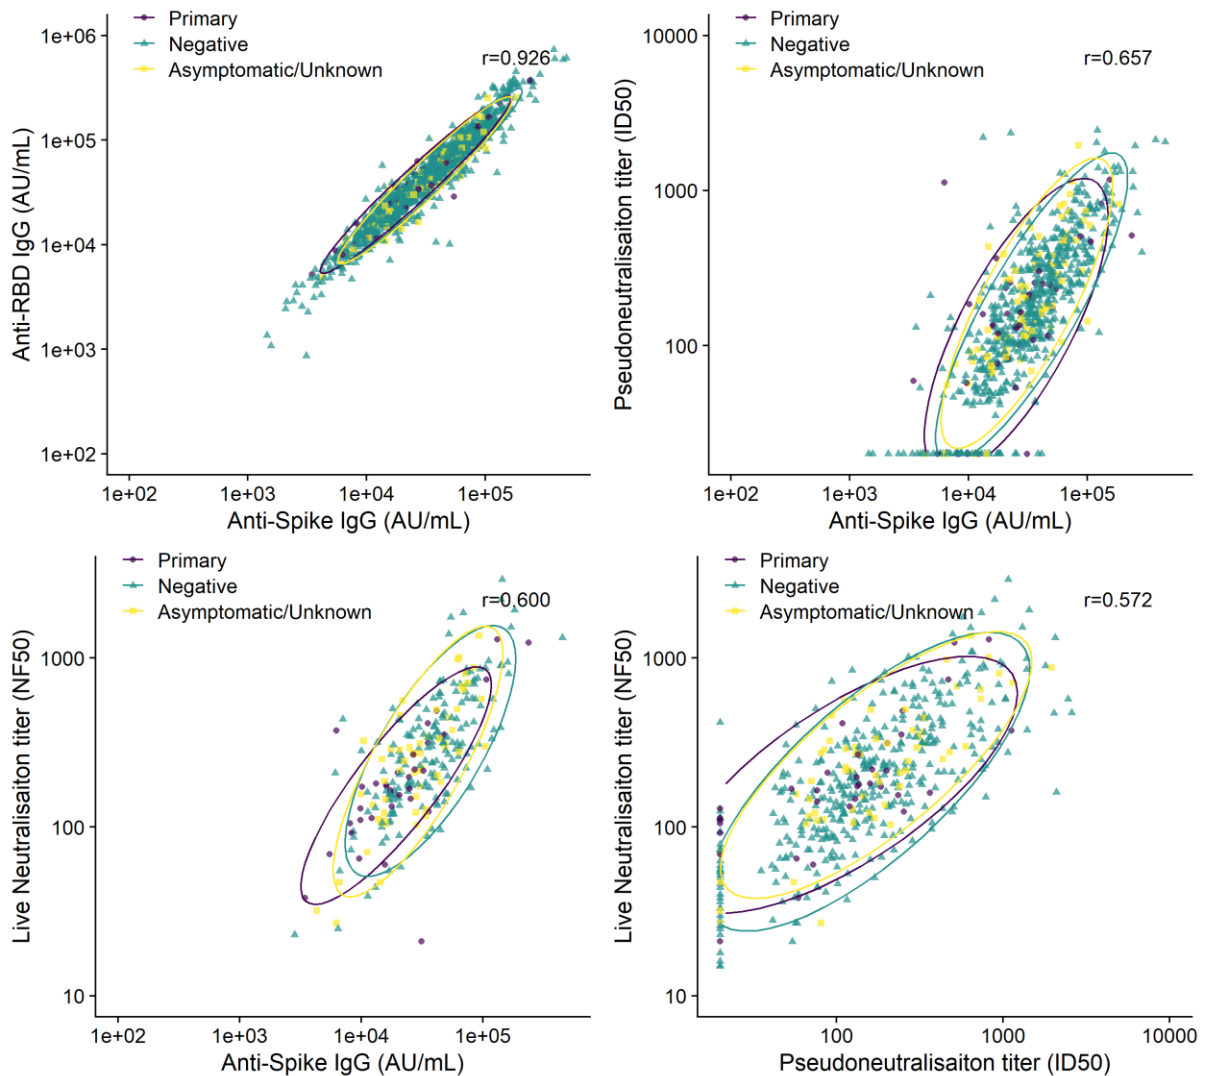 Primary
Negative
Asymptomatic/Unknown
r=0.926
1e+06
1e+05
1e+04
1e+03
1e+02
Anti-RBD IgG (AU/mL)
1e+02 1e+03 1e+04 1e+05
Anti-Spike IgG (AU/mL)
Primary
Negative
Asymptomatic/Unknown
r=0.657
10000
1000
100
Pseudoneutralisaiton titer (ID50)
1e+02 1e+03 1e+04 1e+05
Anti-Spike IgG (AU/mL)
Primary
Negative
Asymptomatic/Unknown
r=0.600
1000
100
10
Live Neutralisaiton titer (NF50)
1e+02 1e+03 1e+04 1e+05
Anti-Spike IgG (AU/mL)
Primary
Negative
Asymptomatic/Unknown
r=0.572
1000
100
10
Live Neutralisaiton titer (NF50)
100 1000 10000
Pseudoneutralisaiton titer (ID50)